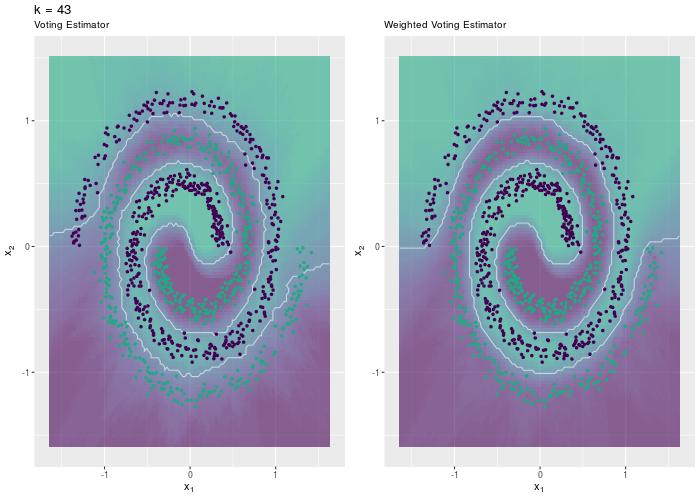 k = 43
Voting Estimator
Weighted Voting Estimator
1
0
-1
x2
-1
0
1
x1
1
0
-1
x2
-1
0
1
x1